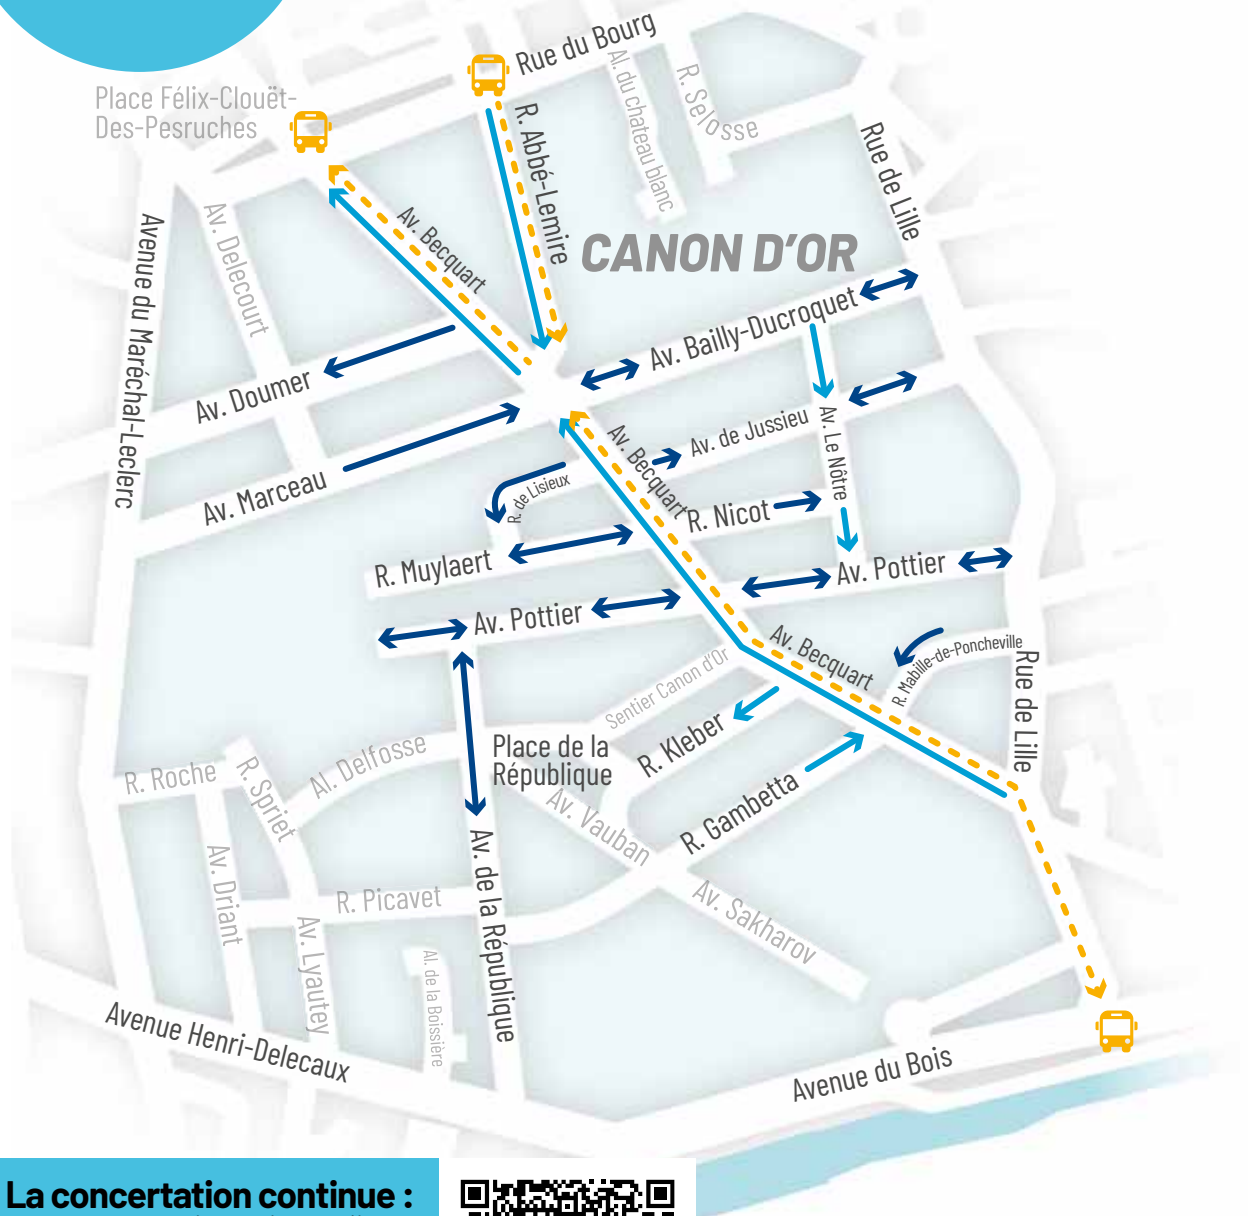 Rue du Bourg
Al. du chateau blanc
R. Selosse
Place Félix-Clouët-
Des-Pesruches
R. Abbé-Lemire
Rue de Lille
Av. Delecourt
Av. Becquart
CANON D'OR
Avenue du Maréchal-Leclerc
Av. Bailly-Ducroquet
Av. Doumer
Av. de Jussieu
Av. Le Nôtre
Av. Becquart
Av. Marceau
R. de Lisieux
R. Nicot
R. Muylaert
Av. Pottier
Av. Pottier
Av. Becquart
R. Mabille-de-Poncheville
Rue de Lille
Sentier Canon d'Or
R. Kleber
Place de la
République
R. Roche
R. Spriet
Al. Delfosse
Av. Vauban
R. Gambetta
Av. Driant
R. Picavet
Av. de la République
Av. Sakharov
Av. Lyautey
Al. de la Boissière
Avenue Henri-Delecaux
Avenue du Bois
La concertation continue :